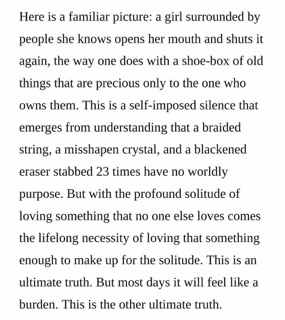 Here is a familiar picture: a girl surrounded by
people she knows opens her mouth and shuts it
again, the way one does with a shoe-box of old
things that are precious only to the one who
owns them. This is a self-imposed silence that
emerges from understanding that a braided
string, a misshapen crystal, and a blackened
eraser stabbed 23 times have no worldly
purpose. But with the profound solitude of
loving something that no one else loves comes
the lifelong necessity of loving that something
enough to make up for the solitude. This is an
ultimate truth. But most days it will feel like a
burden. This is the other ultimate truth.